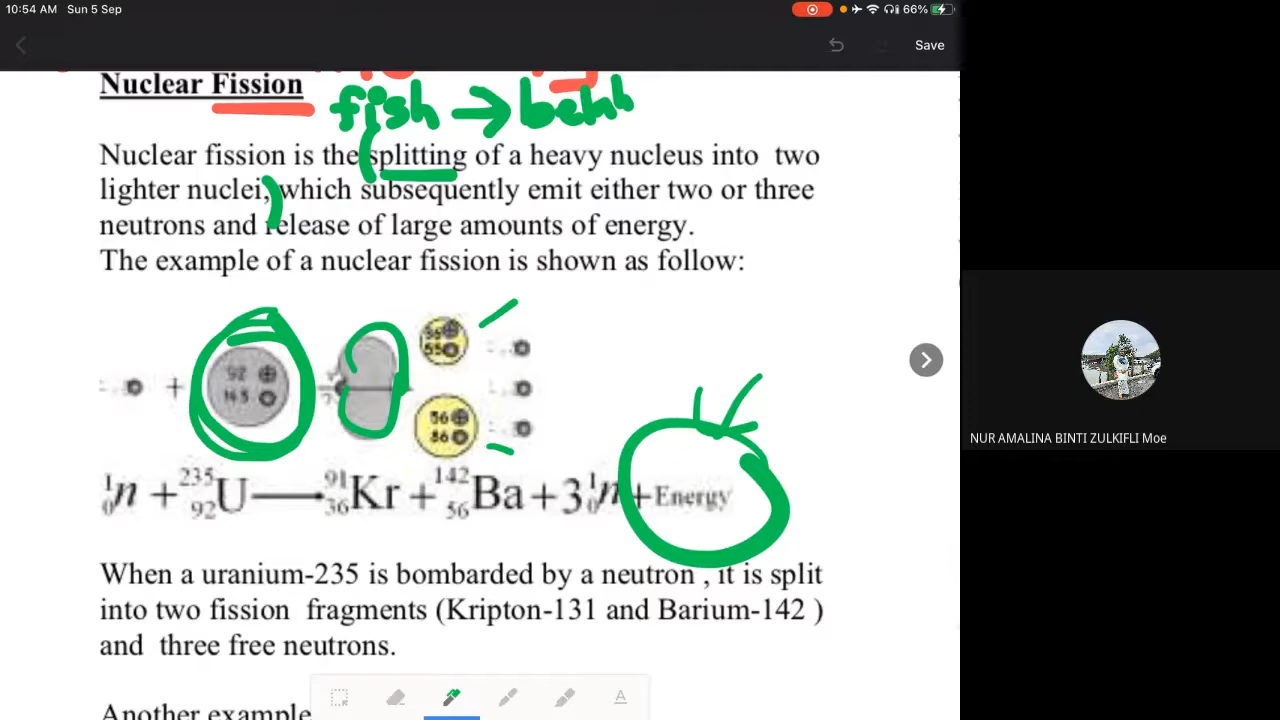 10:54 AM Sun 5 Sep
66%
Save
Nuclear Fission
fish →
Nuclear fission is the splitting of a heavy nucleus into two
lighter nuclei, which subsequently emit either two or three
neutrons and release of large amounts of energy.
The example of a nuclear fission is shown as follow:
+
92
56
36
86
¹₀n + ²³⁵₉₂U ⟶ ⁹¹₃₆Kr + ¹⁴²₅₆Ba + 3¹₀n + Energy
When a uranium-235 is bombarded by a neutron , it is split
into two fission fragments (Kripton-131 and Barium-142 )
and three free neutrons.
Another example
A
NUR AMALINA BINTI ZULKIFLI Moe